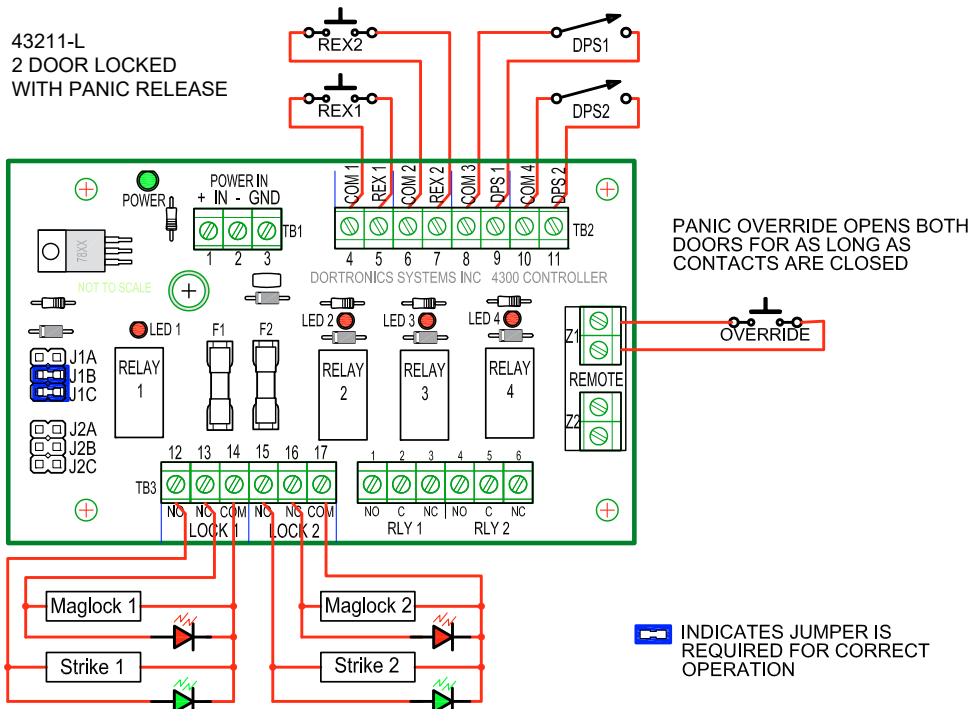 43211-L
2 DOOR LOCKED
WITH PANIC RELEASE
REX2
REX1
DPS1
DPS2
POWER
POWER IN
+ IN - GND
TB1
1 2 3
COM 1 REX 1 COM 2 REX 2 COM 3 DPS 1 COM 4 DPS 2
TB2
4 5 6 7 8 9 10 11
DORTRONICS SYSTEMS INC 4300 CONTROLLER
78XX
NOT TO SCALE
PANIC OVERRIDE OPENS BOTH
DOORS FOR AS LONG AS
CONTACTS ARE CLOSED
OVERRIDE
LED 1
F1 F2
LED 2
LED 3
LED 4
Z1
REMOTE
Z2
J1A
J1B
J1C
J2A
J2B
J2C
RELAY
1
RELAY
2
RELAY
3
RELAY
4
12 13 14 15 16 17
TB3
NO NC COM NO NC COM
LOCK 1 LOCK 2
1 2 3 4 5 6
NO C NC NO C NC
RLY 1 RLY 2
Maglock 1
Strike 1
Maglock 2
Strike 2
INDICATES JUMPER IS
REQUIRED FOR CORRECT
OPERATION